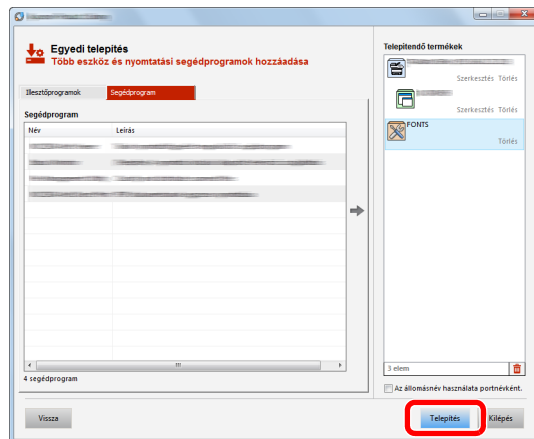 Egyedi telepítés
Több eszköz és nyomtatási segédprogramok hozzáadása
Illesztőprogramok
Segédprogram
Segédprogram
Név
Leírás
4 segédprogram
Telepítendő termékek
Szerkesztés Törlés
Szerkesztés Törlés
FONTS
Törlés
3 elem
Az állomásnév használata portnévként.
Vissza
Telepítés
Kilépés